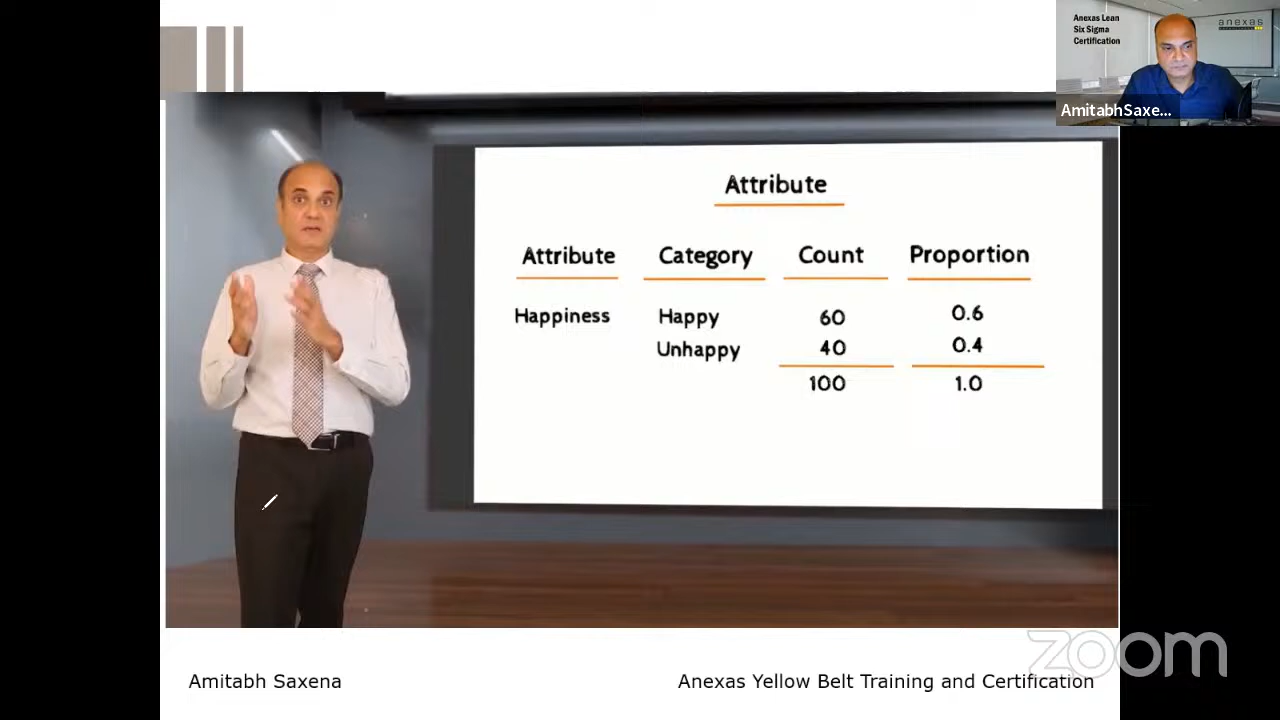 Anexas Lean
Six Sigma
Certification
anexas
AmitabhSaxe...
Attribute
Attribute Category Count Proportion
Happiness Happy 60 0.6
Unhappy 40 0.4
100 1.0
zoom
Amitabh Saxena Anexas Yellow Belt Training and Certification